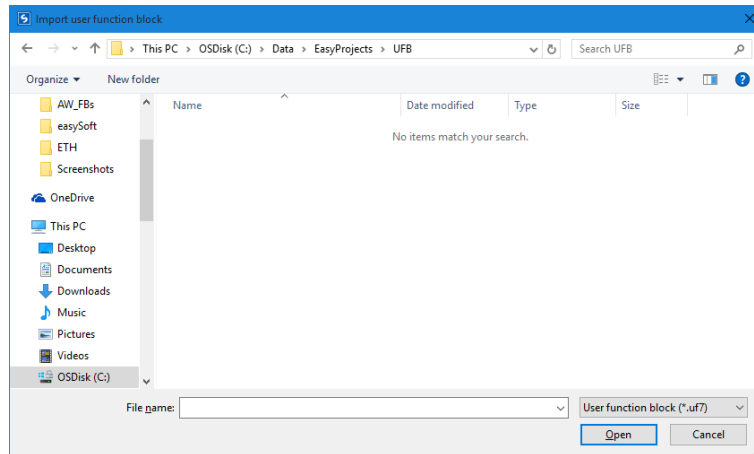 Import user function block
This PC > OSDisk (C:) > Data > EasyProjects > UFB
Search UFB
Organize
New folder
Name
Date modified
Type
Size
No items match your search.
AW_FBs
easySoft
ETH
Screenshots
OneDrive
This PC
Desktop
Documents
Downloads
Music
Pictures
Videos
OSDisk (C:)
File name:
User function block (*.uf7)
Open
Cancel